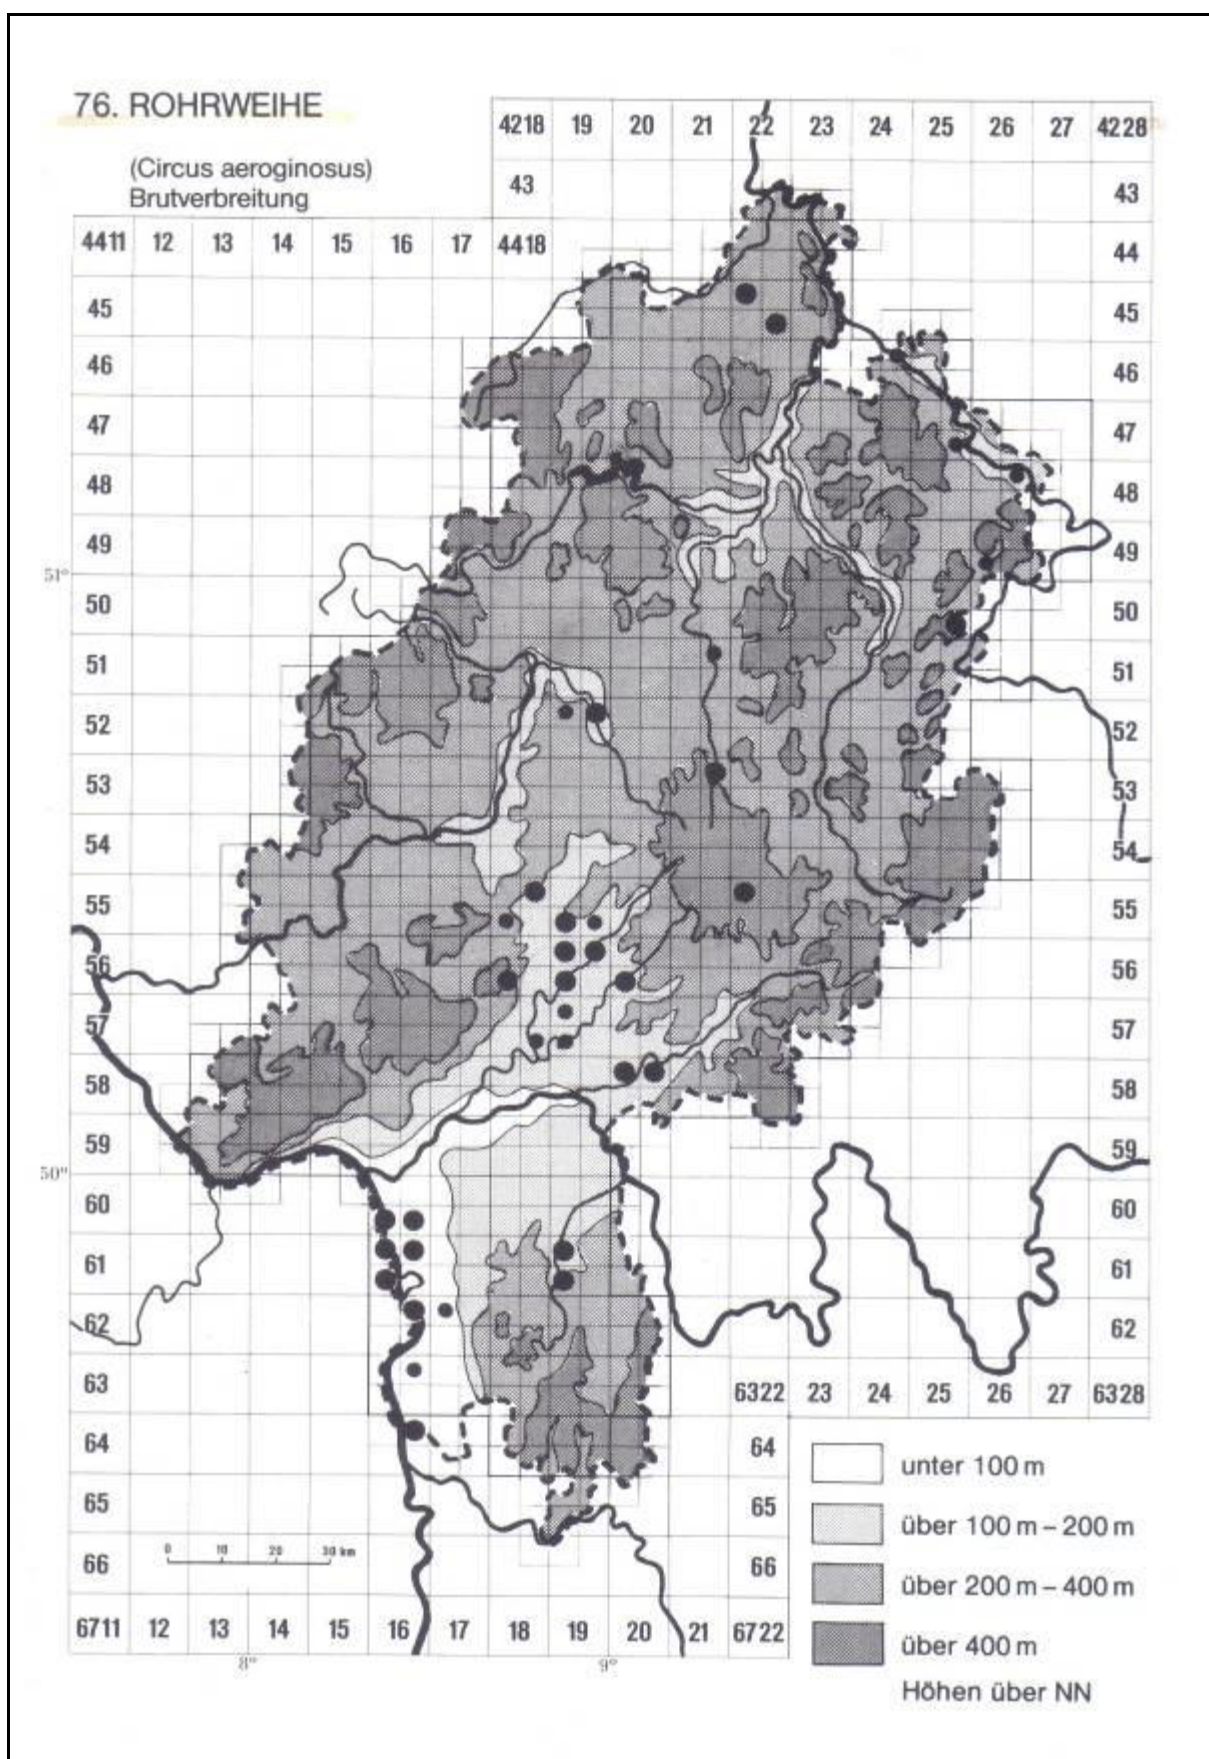 76. ROHRWEIHE
(Circus aeroginosus)
Brutverbreitung
4218 19 20 21 22 23 24 25 26 27 4228
43 43
4411 12 13 14 15 16 17 4418 44
45 45
46 46
47 47
48 48
49 49
51°
50 50
51 51
52 52
53 53
54 54
55 55
56 56
57 57
58 58
59 59
50°
60 60
61 61
62 62
63 6322 23 24 25 26 27 6328
64 64
unter 100 m
65 65
über 100 m – 200 m
0 10 20 30 km
66 66
über 200 m – 400 m
6711 12 13 14 15 16 17 18 19 20 21 6722
über 400 m
8° 9°
Höhen über NN